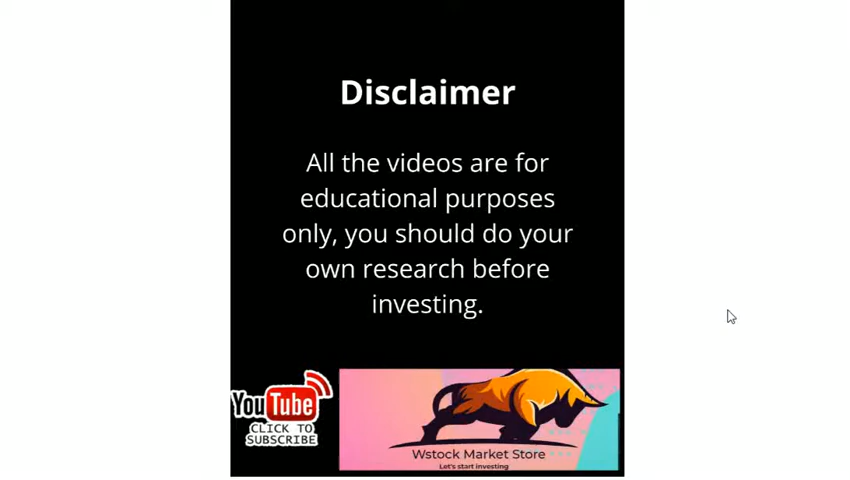 Disclaimer
All the videos are for
educational purposes
only, you should do your
own research before
investing.
YouTube
CLICK TO
SUBSCRIBE
Wstock Market Store
Let's start investing